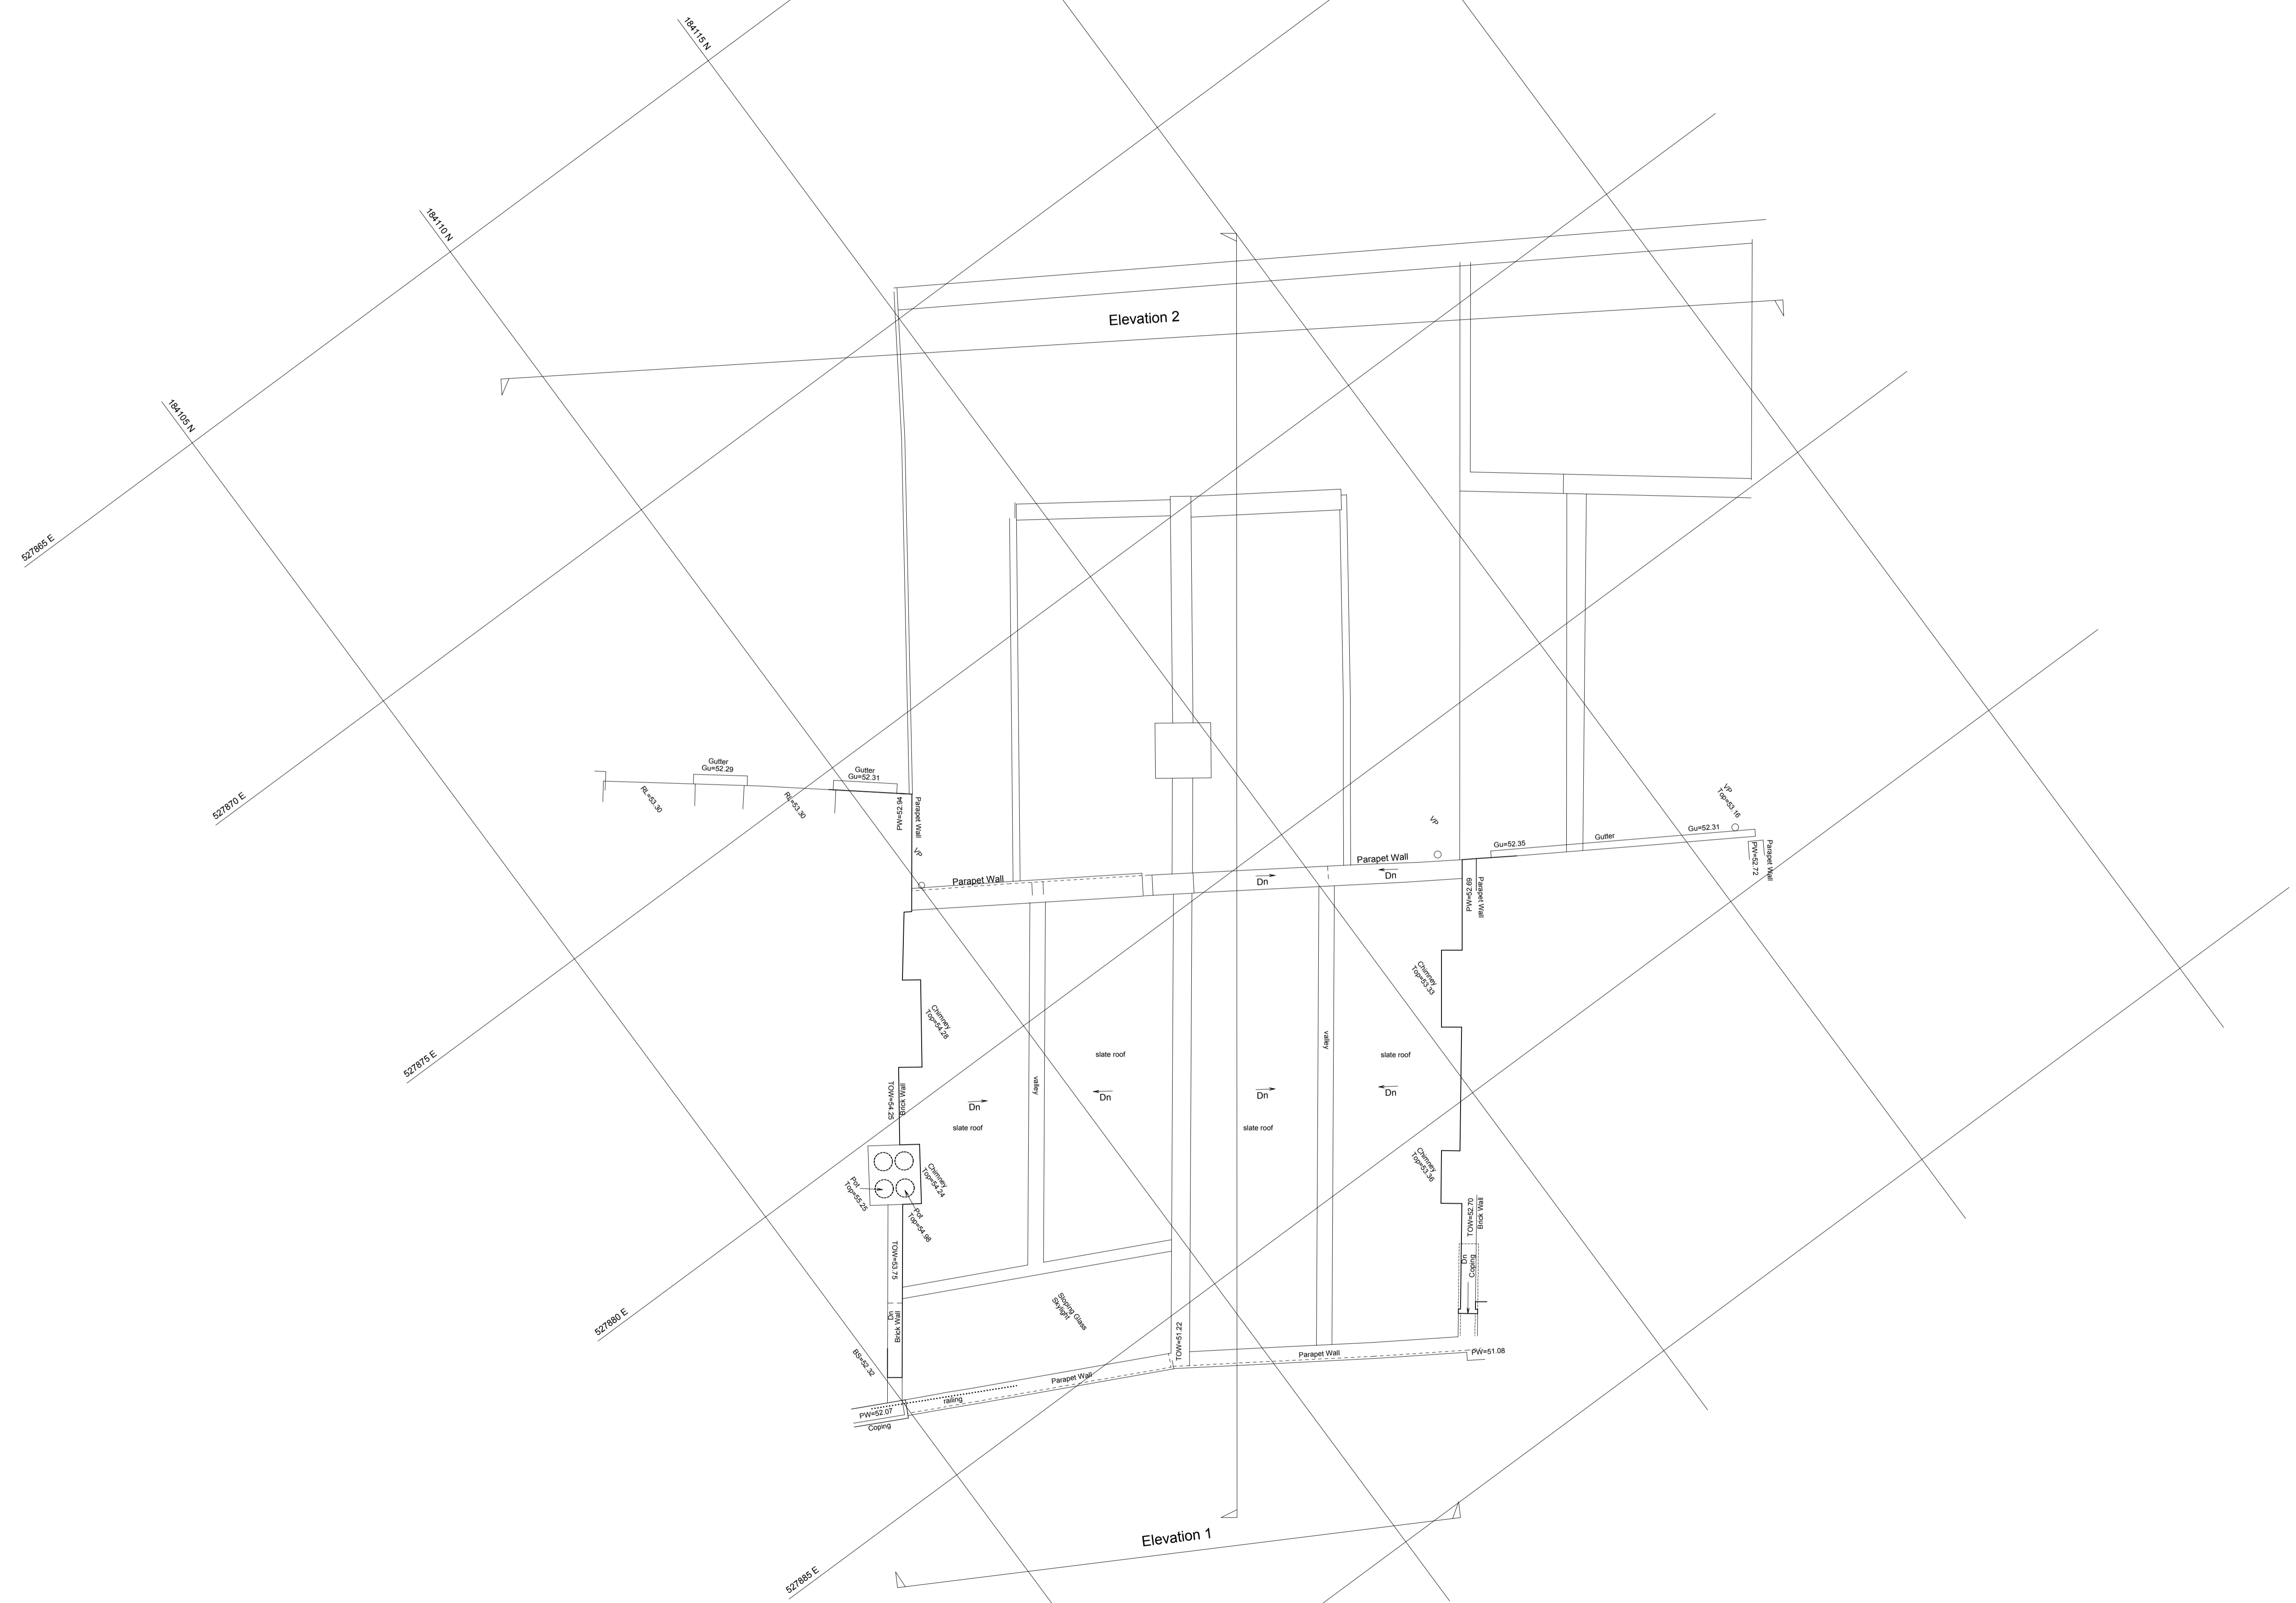 184115 N
184110 N
Elevation 2
184105 N
527865 E
Gutter
Gu=52.29
Gutter
Gu=52.31
RL=53.30
RL=53.30
PW=52.94
Parapet Wall
VP
VP
VP
Top=53.16
527870 E
Gu=52.35
Gutter
Gu=52.31
Parapet Wall
PW=52.72
Parapet Wall
Parapet Wall
Dn
Dn
PW=52.69
Parapet Wall
Chimney
Top=53.33
Chimney
Top=54.28
valley
slate roof
slate roof
527875 E
TOW=54.25
Brick Wall
valley
Dn
Dn
Dn
Dn
slate roof
slate roof
Chimney
Top=54.24
Chimney
Top=53.36
Pot
Top=55.25
Pot
Top=54.98
TOW=52.70
Brick Wall
TOW=53.75
Dn
Coping
Sloping Glass
Skylight
527880 E
Dn
Brick Wall
TOW=51.22
BS=52.32
Parapet Wall
PW=51.08
Parapet Wall
railing
PW=52.07
Coping
Elevation 1
527885 E